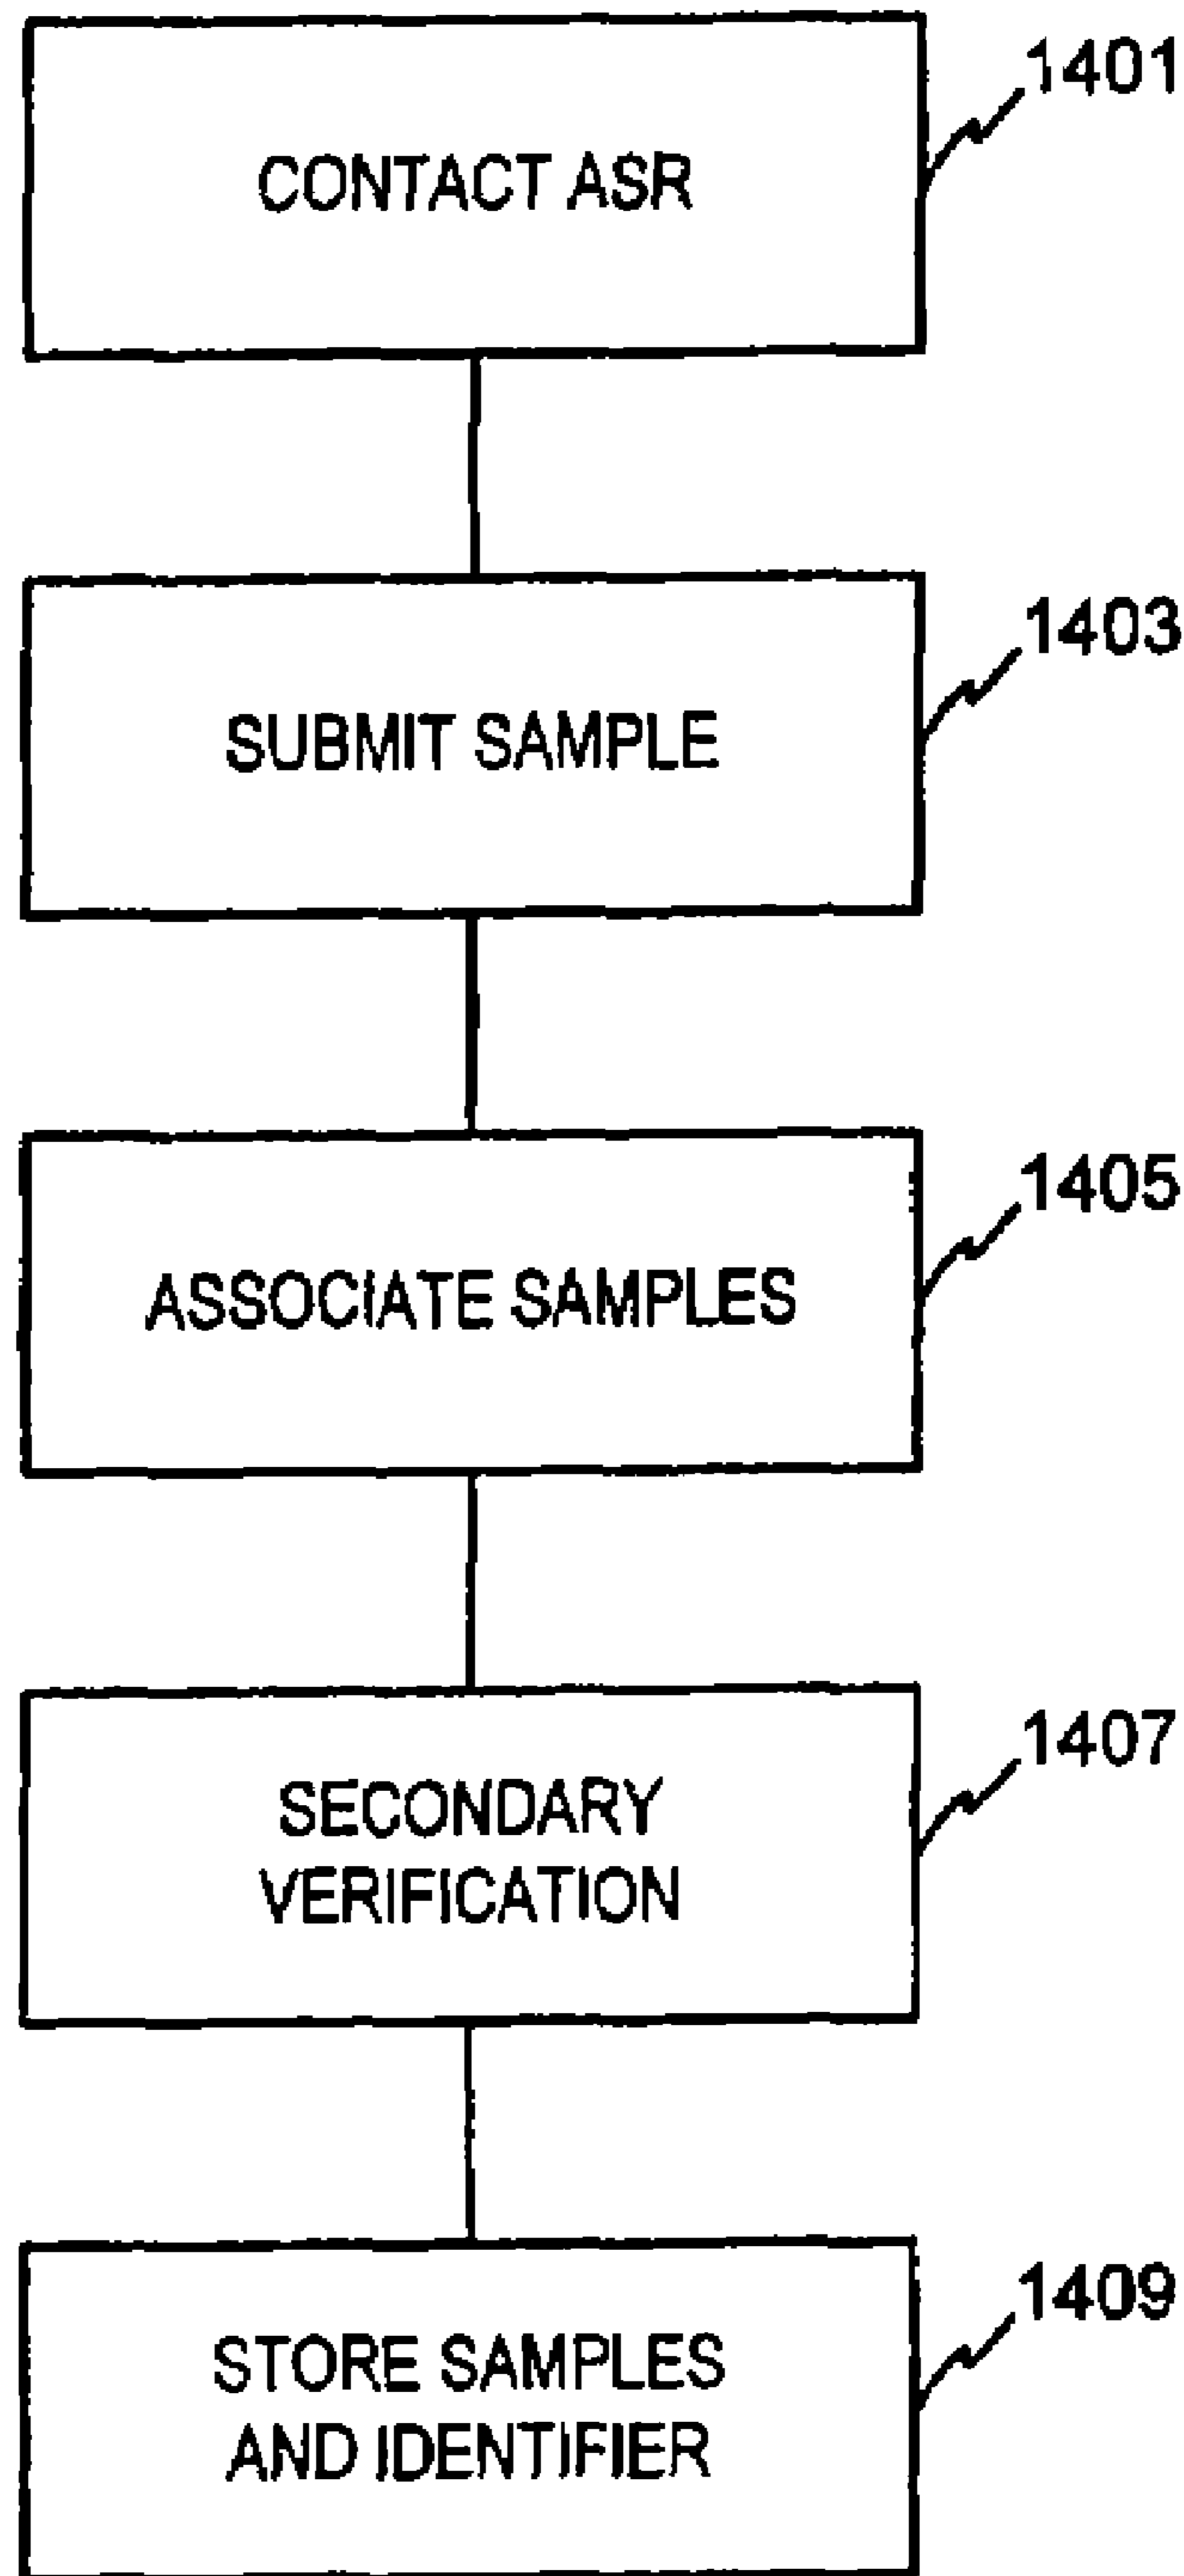 CONTACT ASR
1401
SUBMIT SAMPLE
1403
ASSOCIATE SAMPLES
1405
SECONDARY
VERIFICATION
1407
STORE SAMPLES
AND IDENTIFIER
1409